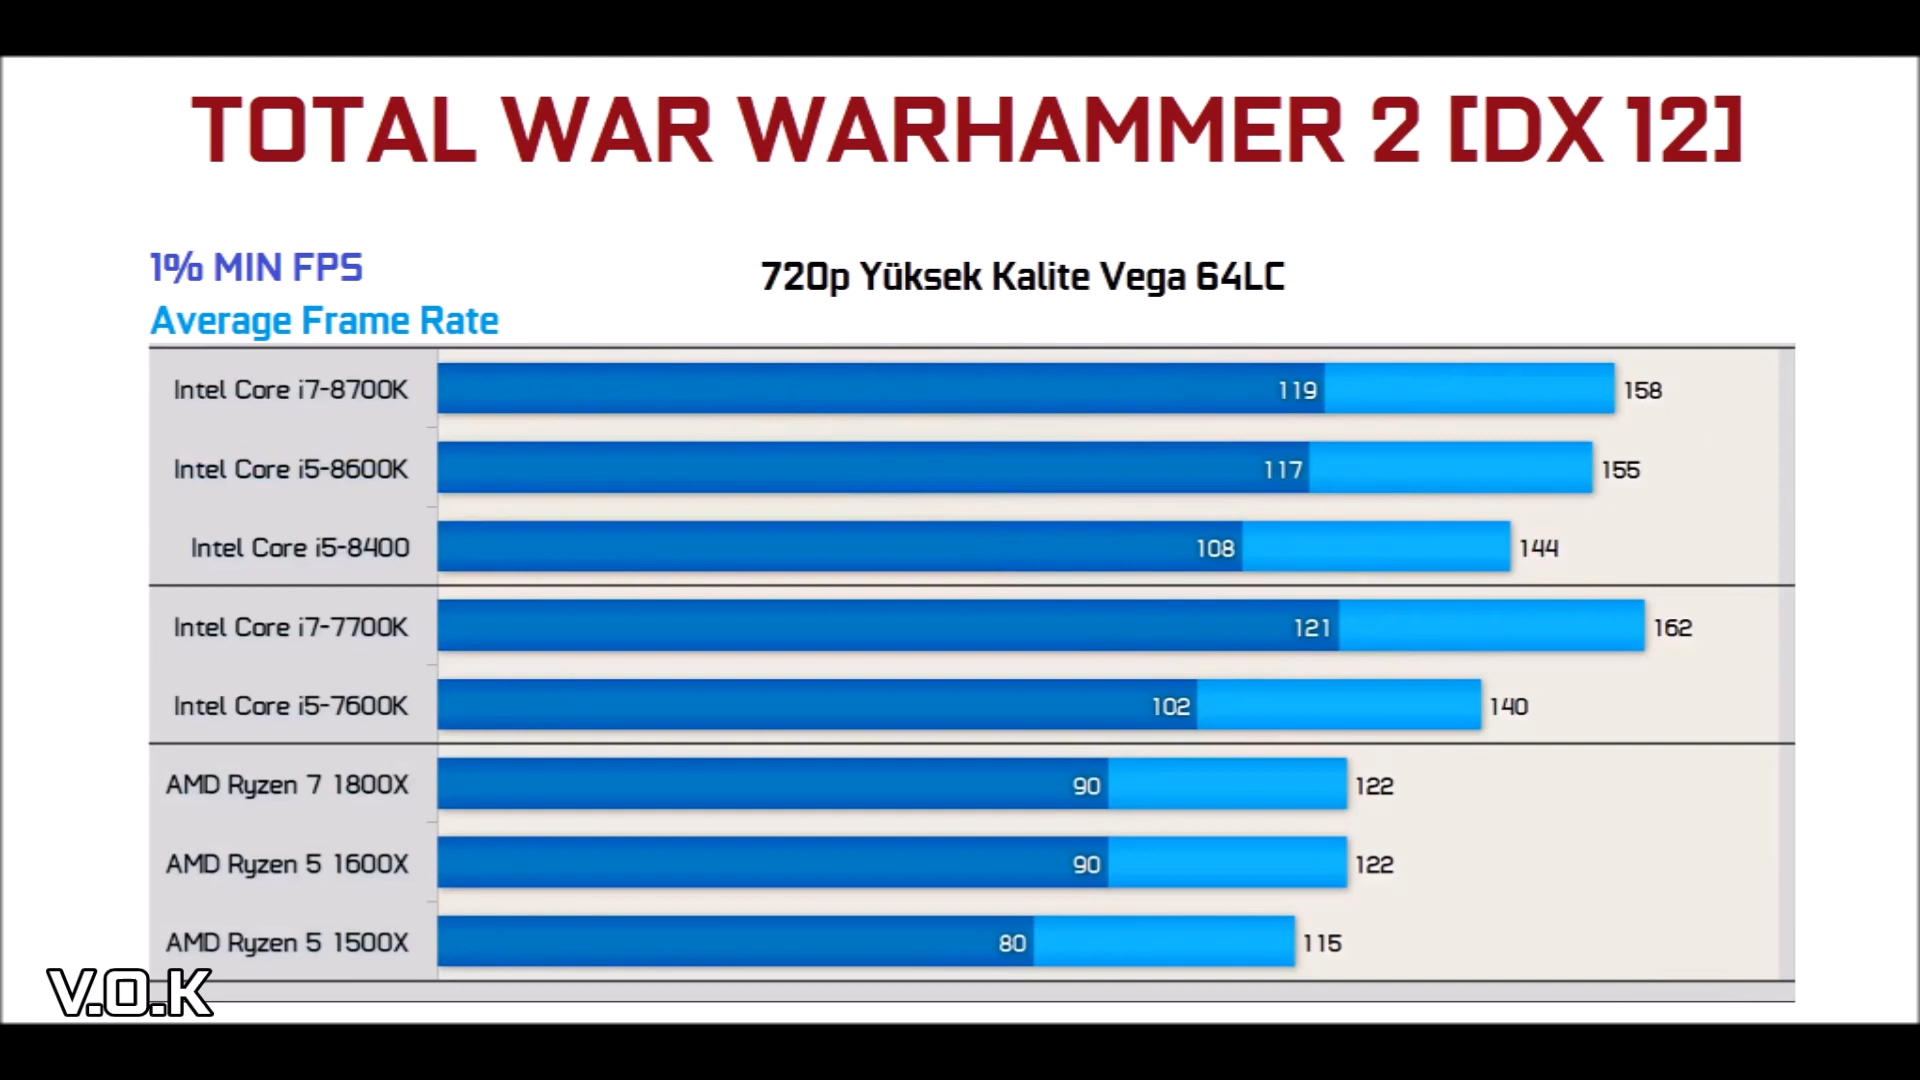 TOTAL WAR WARHAMMER 2 [DX 12]
1% MIN FPS
720p Yüksek Kalite Vega 64LC
Average Frame Rate
Intel Core i7-8700K 119 158
Intel Core i5-8600K 117 155
Intel Core i5-8400 108 144
Intel Core i7-7700K 121 162
Intel Core i5-7600K 102 140
AMD Ryzen 7 1800X 90 122
AMD Ryzen 5 1600X 90 122
AMD Ryzen 5 1500X 80 115
V.O.K